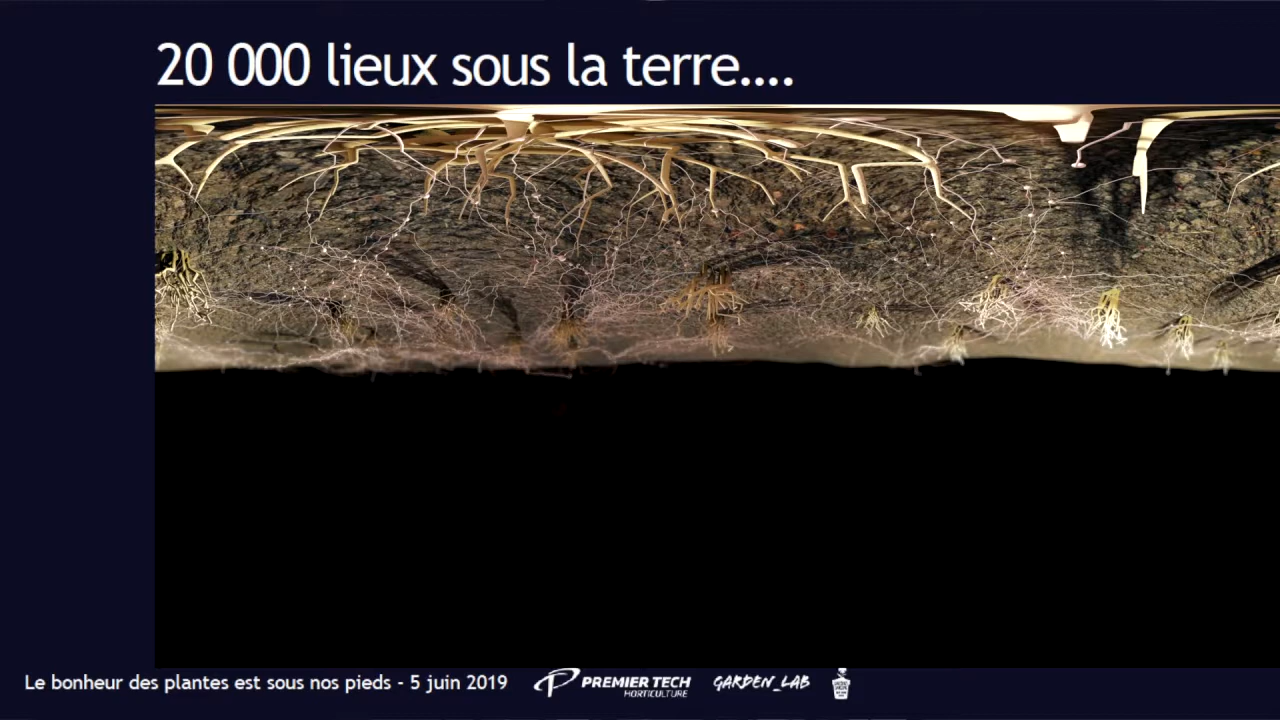 20 000 lieux sous la terre....
Le bonheur des plantes est sous nos pieds - 5 juin 2019
PREMIER TECH
HORTICULTURE
GARDEN_LAB